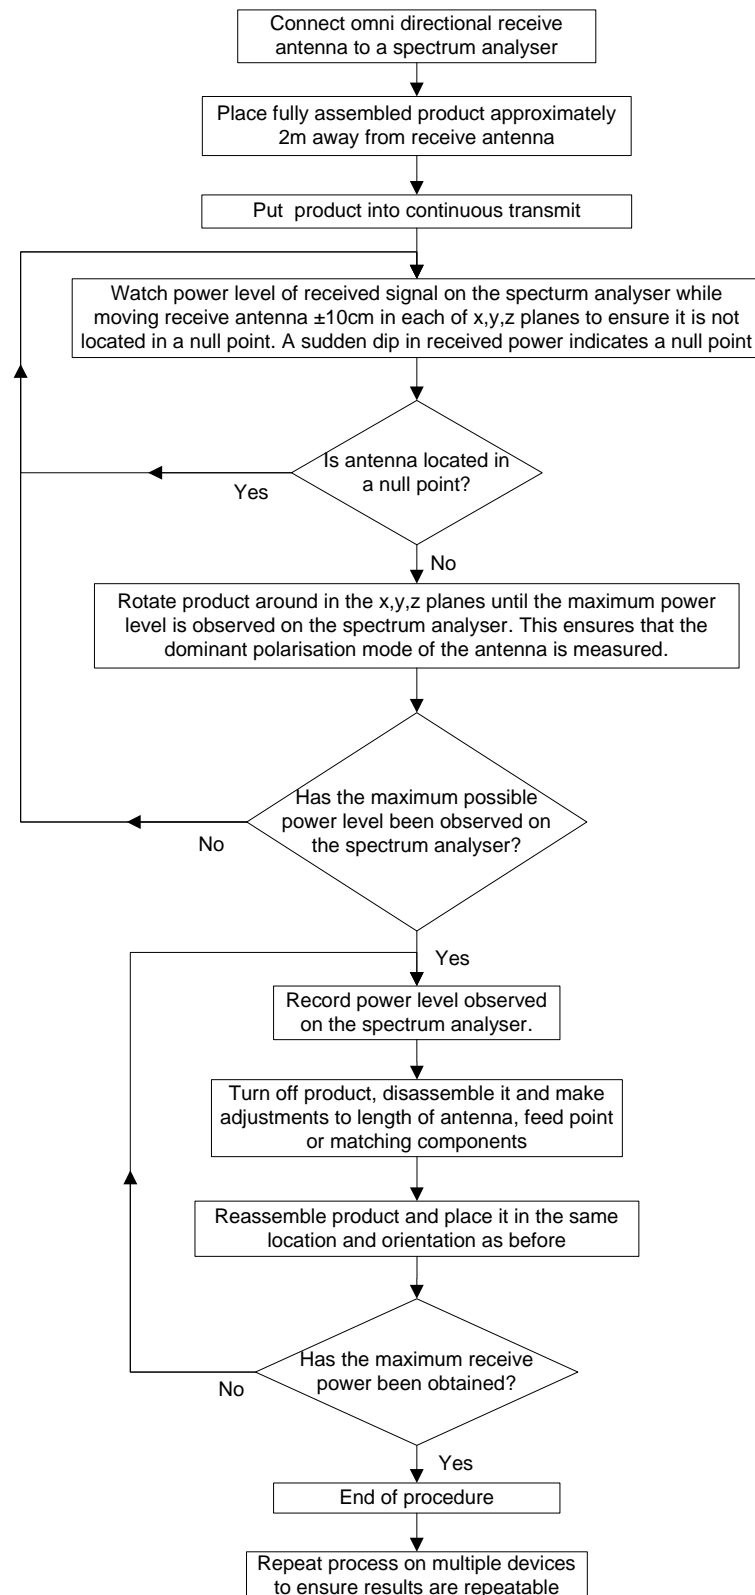 Connect omni directional receive
antenna to a spectrum analyser
Place fully assembled product approximately
2m away from receive antenna
Put product into continuous transmit
Watch power level of received signal on the specturm analyser while
moving receive antenna ±10cm in each of x,y,z planes to ensure it is not
located in a null point. A sudden dip in received power indicates a null point
Is antenna located in
a null point?
Yes
No
Rotate product around in the x,y,z planes until the maximum power
level is observed on the spectrum analyser. This ensures that the
dominant polarisation mode of the antenna is measured.
Has the maximum possible
power level been observed on
the spectrum analyser?
No
Yes
Record power level observed
on the spectrum analyser.
Turn off product, disassemble it and make
adjustments to length of antenna, feed point
or matching components
Reassemble product and place it in the same
location and orientation as before
Has the maximum receive
power been obtained?
No
Yes
End of procedure
Repeat process on multiple devices
to ensure results are repeatable